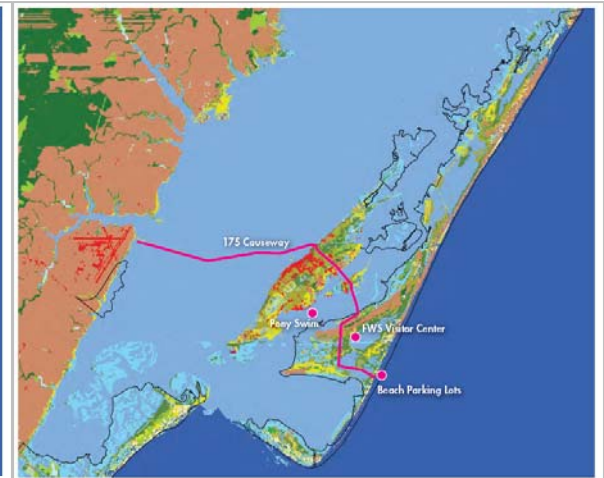 175 Causeway
Pony Swim
FWS Visitor Center
Beach Parking Lots